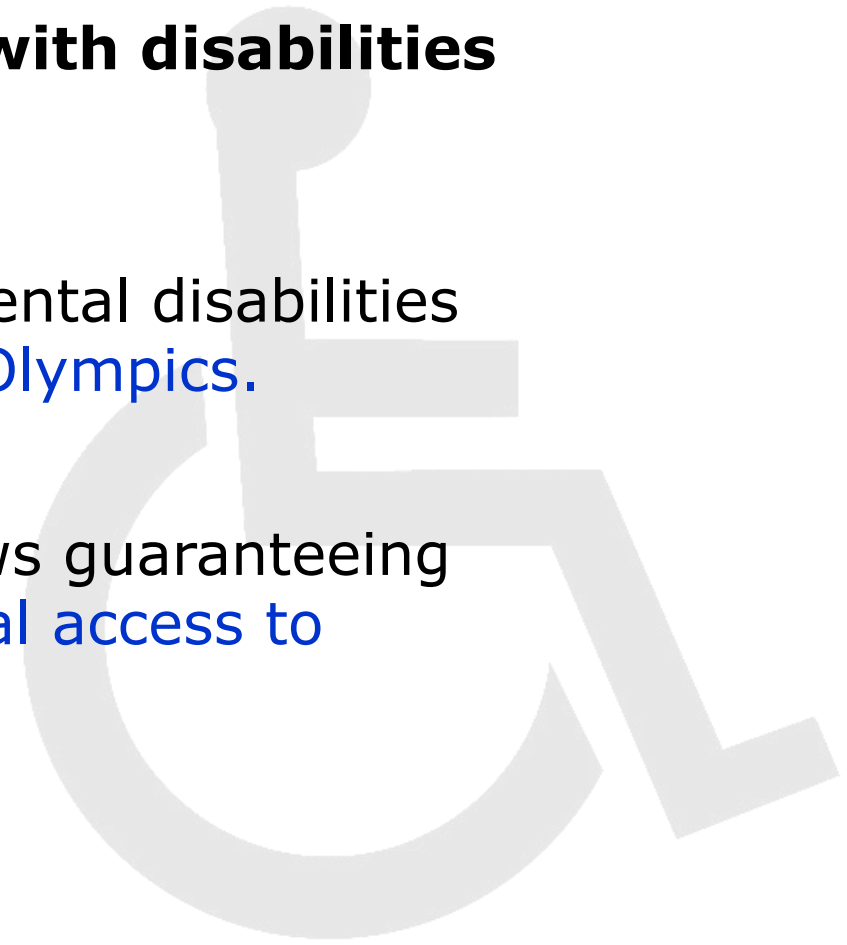 with disabilities
ental disabilities
Olympics.
ws guaranteeing
al access to